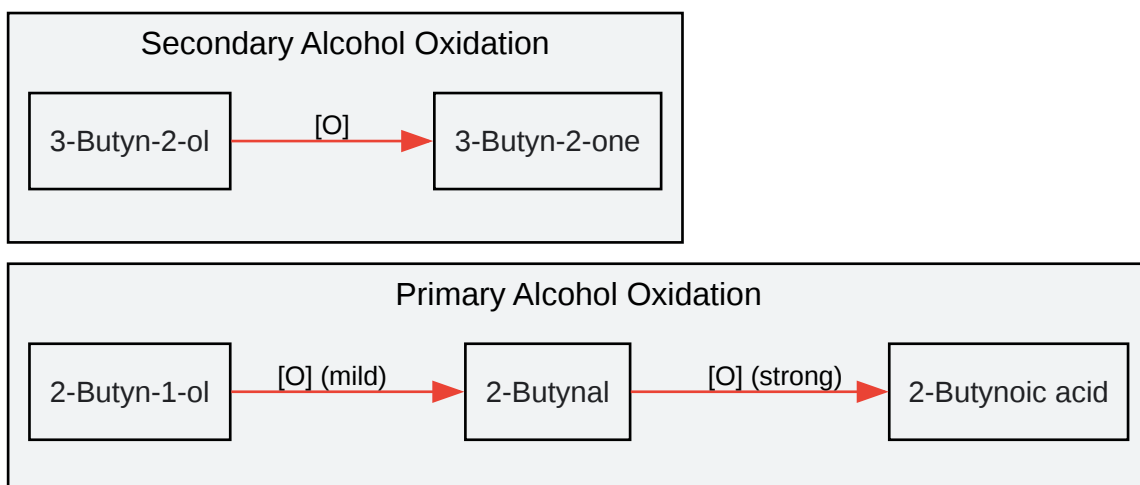 Secondary Alcohol Oxidation
3-Butyn-2-ol
[O]
3-Butyn-2-one
Primary Alcohol Oxidation
2-Butyn-1-ol
[O] (mild)
2-Butynal
[O] (strong)
2-Butynoic acid